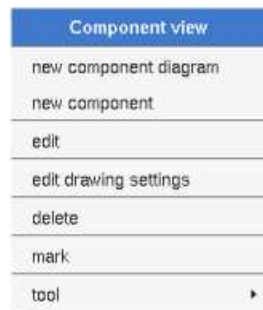 Component view
new component diagram
new component
edit
edit drawing settings
delete
mark
tool